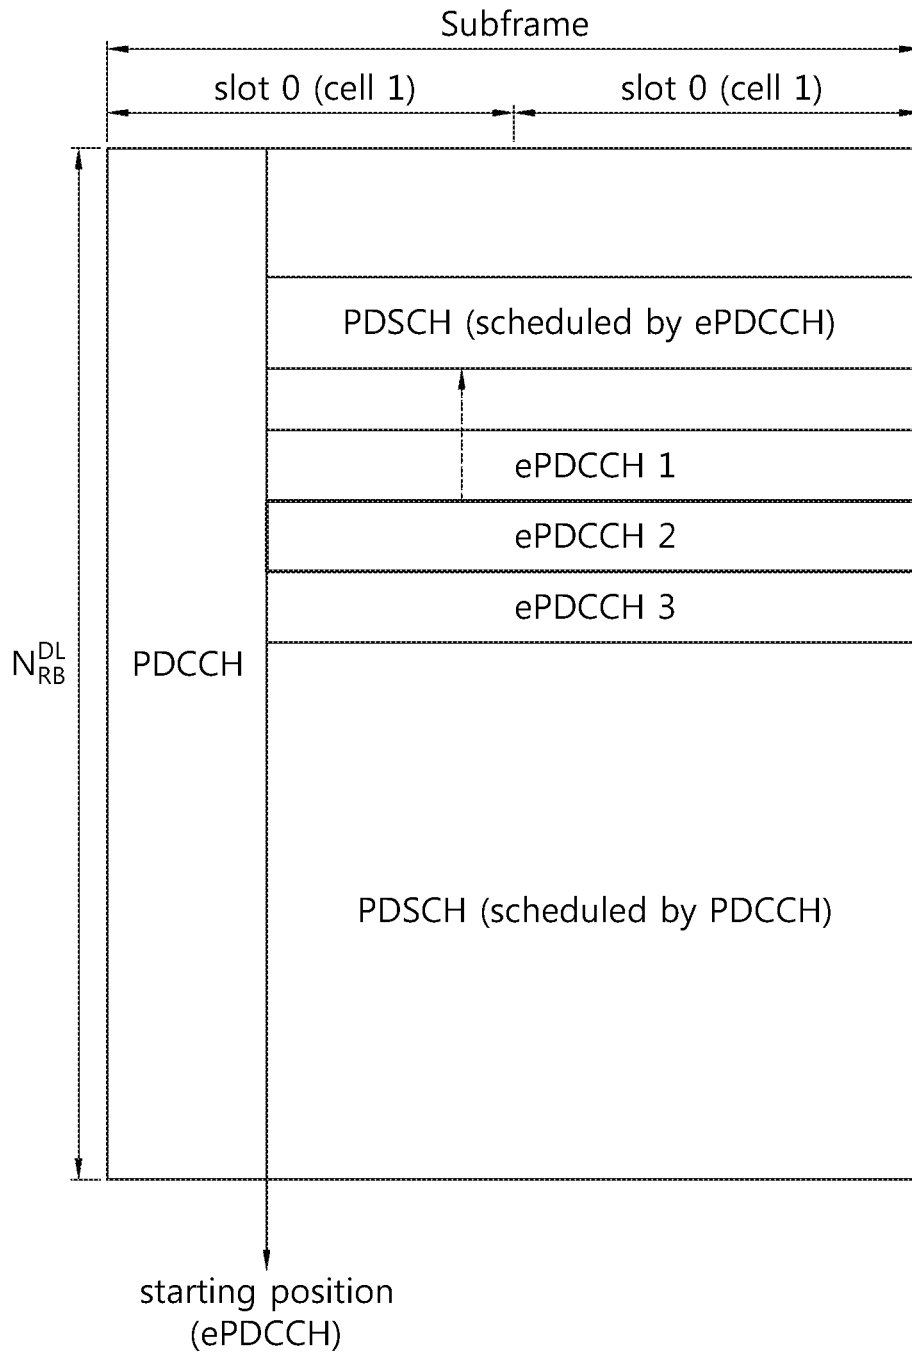 Subframe
slot 0 (cell 1) slot 0 (cell 1)
PDSCH (scheduled by ePDCCH)
ePDCCH 1
ePDCCH 2
ePDCCH 3
N_RB^DL PDCCH
PDSCH (scheduled by PDCCH)
starting position
(ePDCCH)